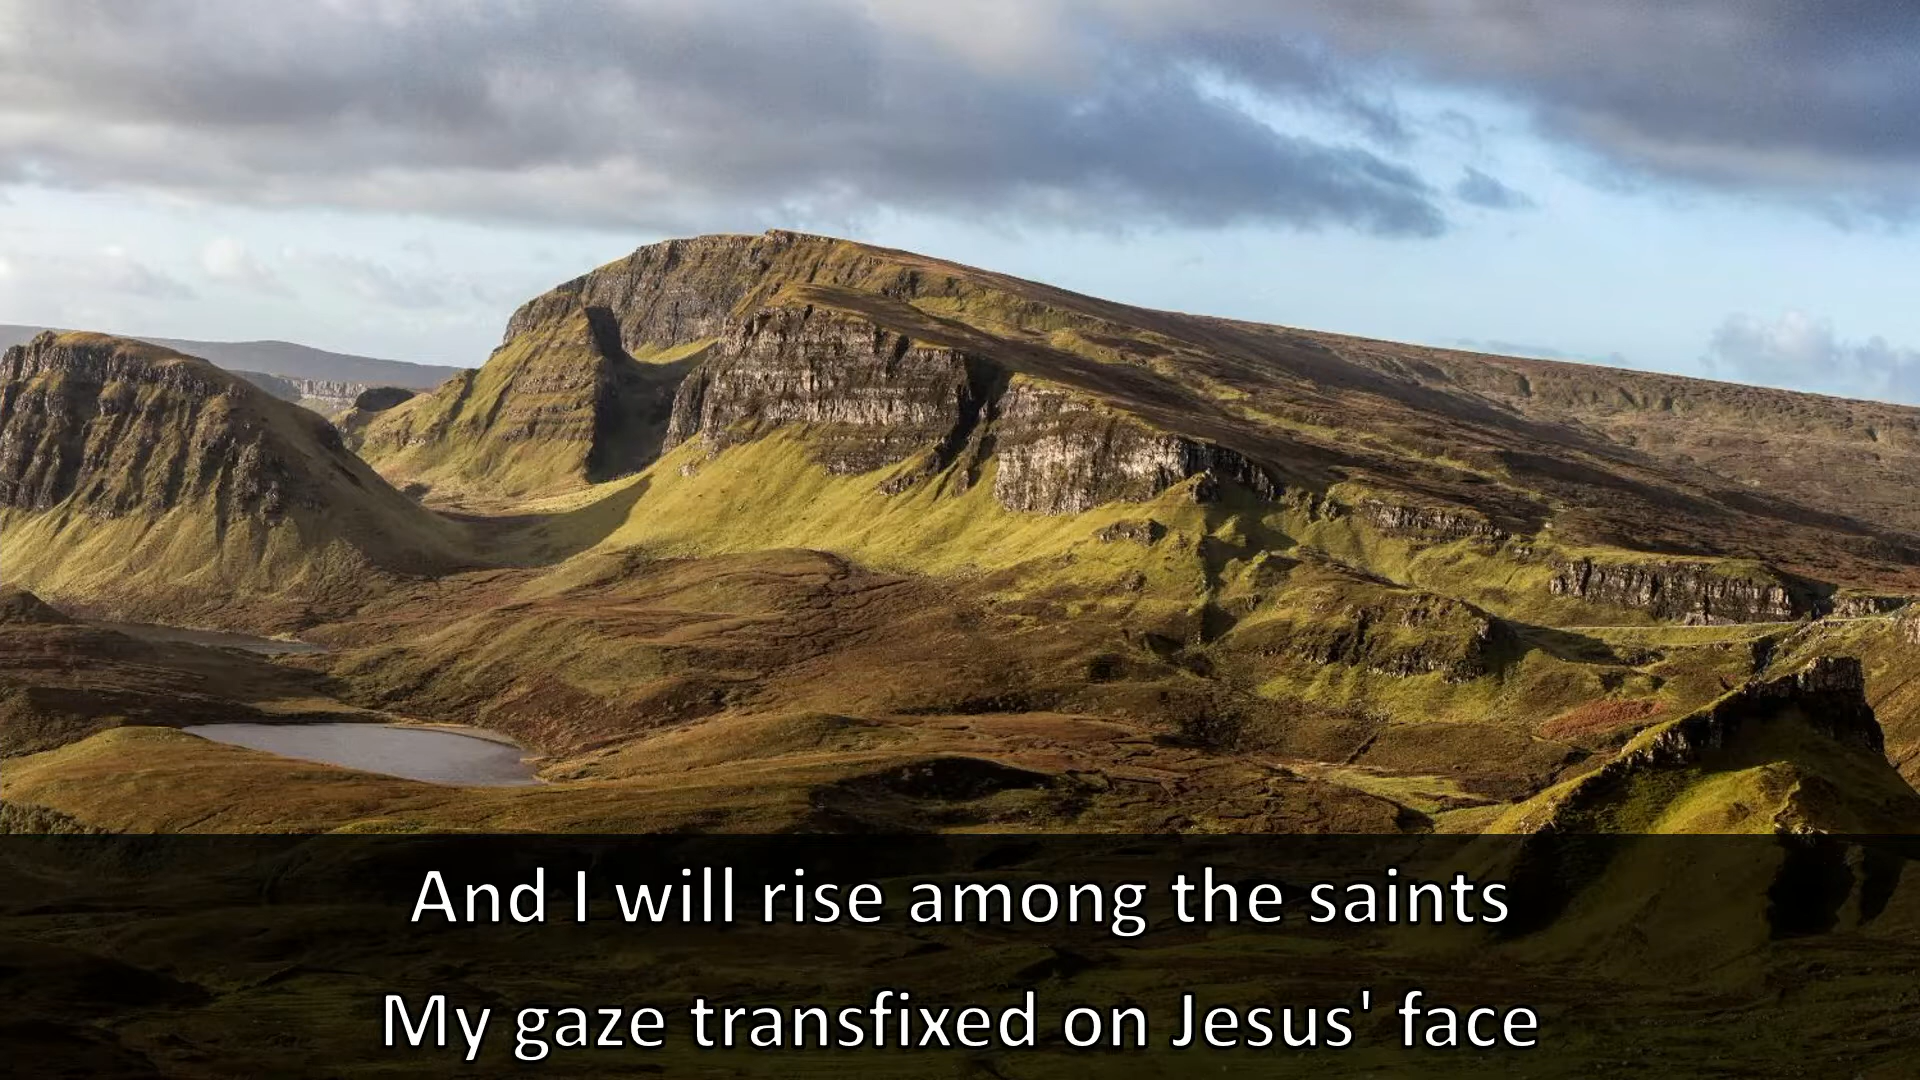 And I will rise among the saints
My gaze transfixed on Jesus' face